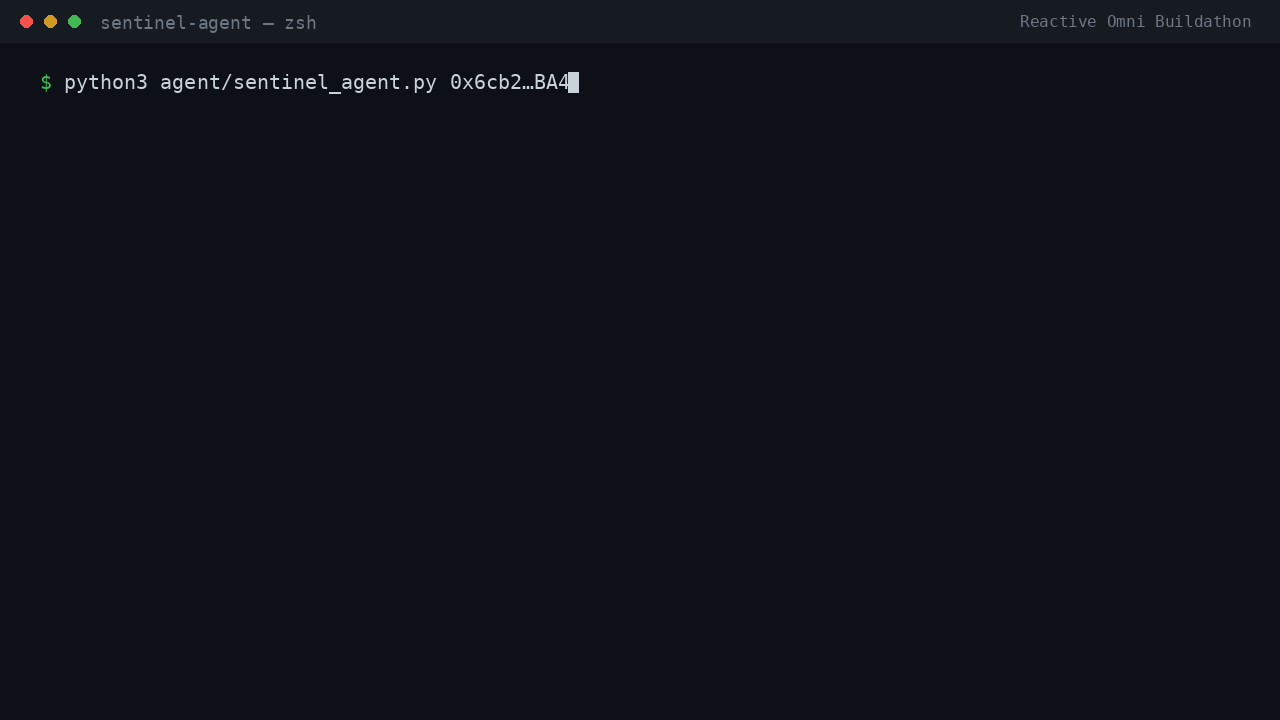 sentinel-agent — zsh
Reactive Omni Buildathon
$ python3 agent/sentinel_agent.py 0x6cb2…BA4